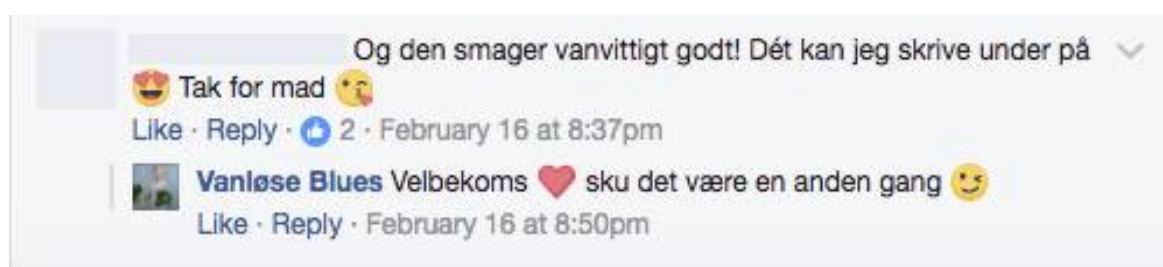 Og den smager vanvittigt godt! Dét kan jeg skrive under på
😍 Tak for mad 😘
Like · Reply · 2 · February 16 at 8:37pm
Vanløse Blues Velbekoms ❤️ sku det være en anden gang 😉
Like · Reply · February 16 at 8:50pm